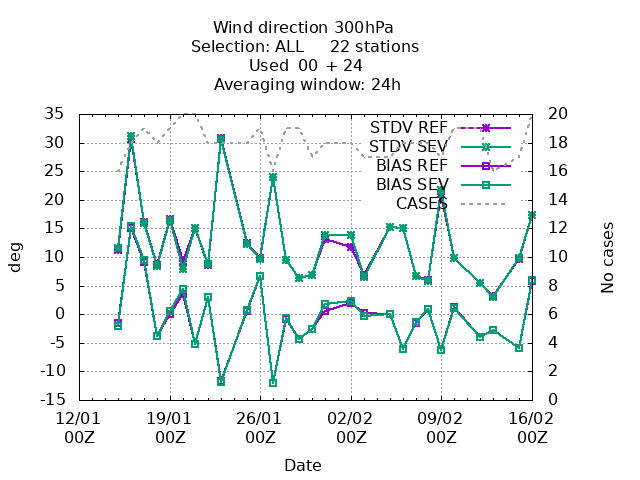 Wind direction 300hPa
Selection: ALL 22 stations
Used 00 + 24
Averaging window: 24h
35
30
25
20
15
10
5
0
-5
-10
-15
deg
STDV REF
STDV SEV
BIAS REF
BIAS SEV
CASES
20
18
16
14
12
10
8
6
4
2
0
No cases
12/01 19/01 26/01 02/02 09/02 16/02
00Z 00Z 00Z 00Z 00Z 00Z
Date